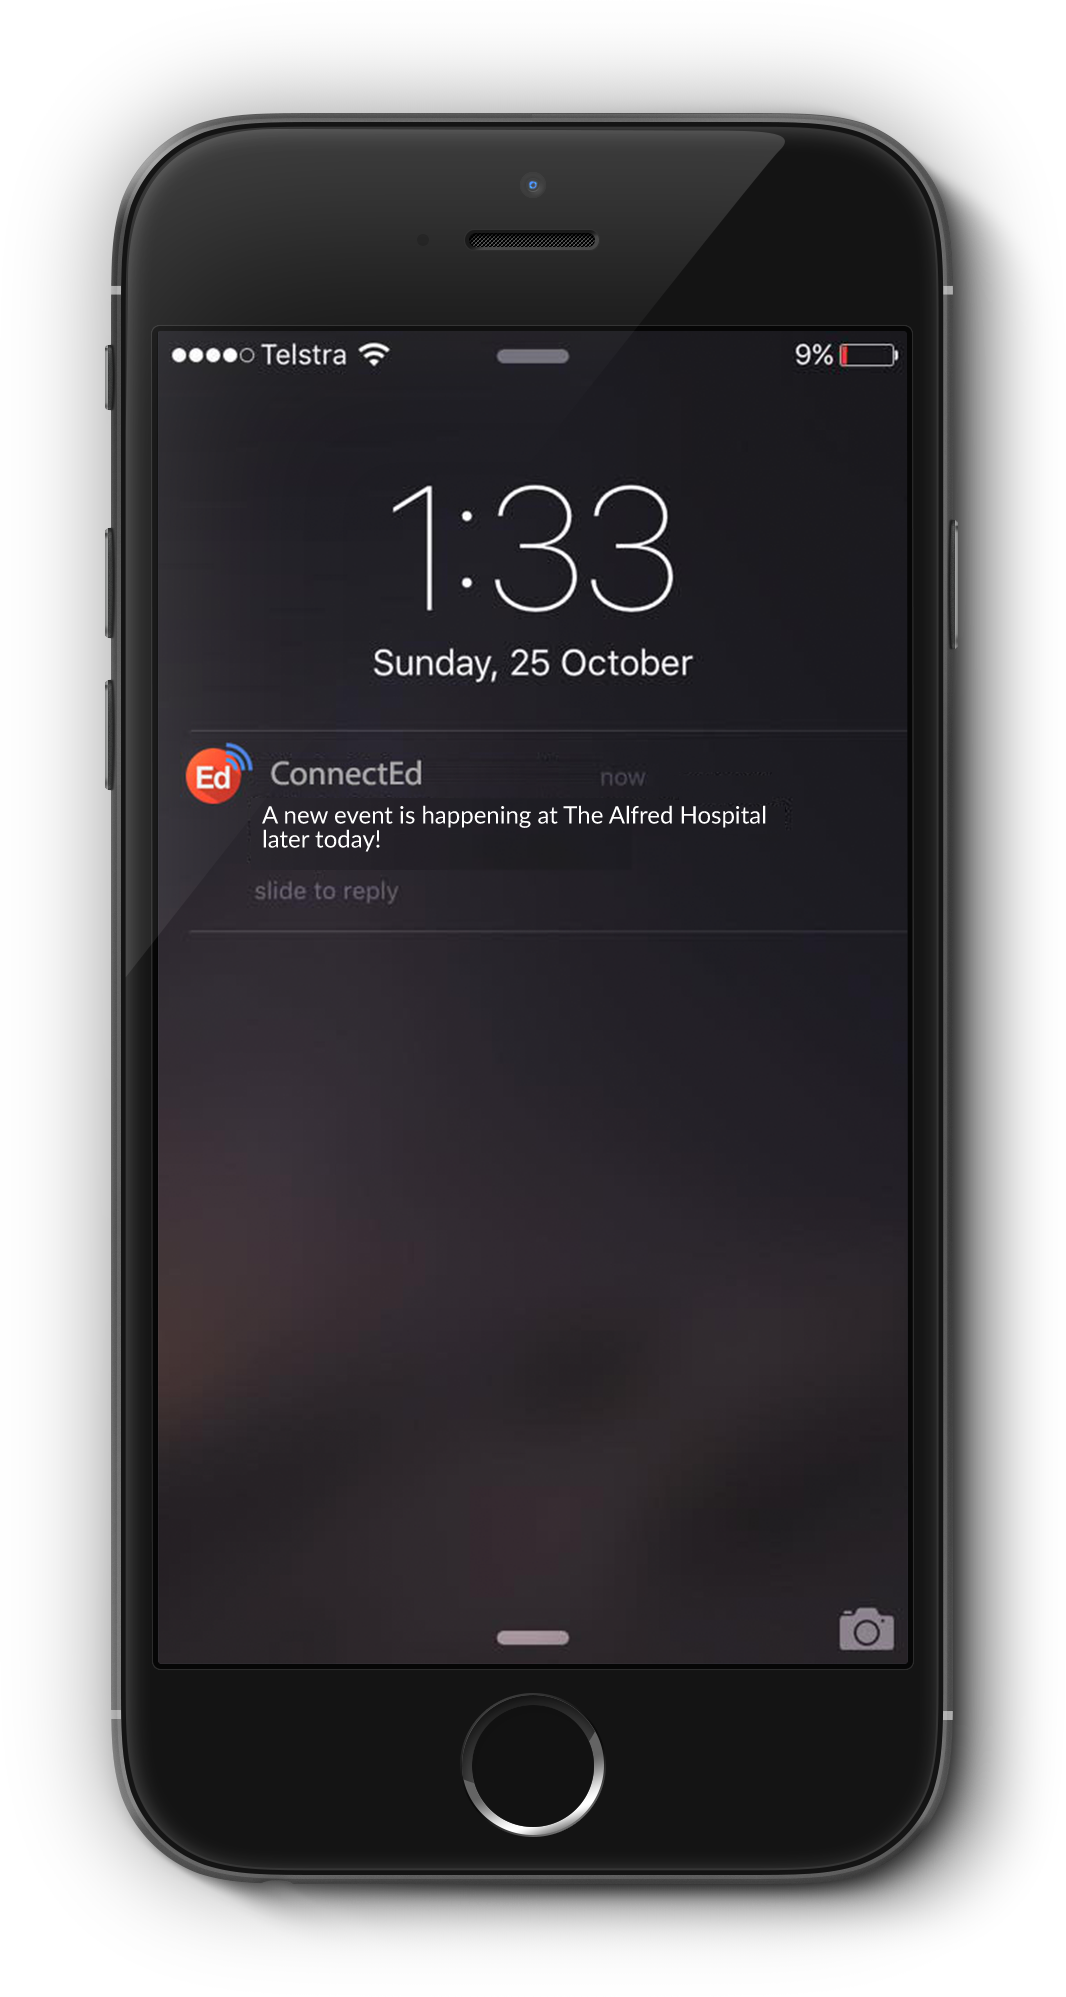 Telstra 9%
1:33
Sunday, 25 October
Ed ConnectEd now
A new event is happening at The Alfred Hospital
later today!
slide to reply